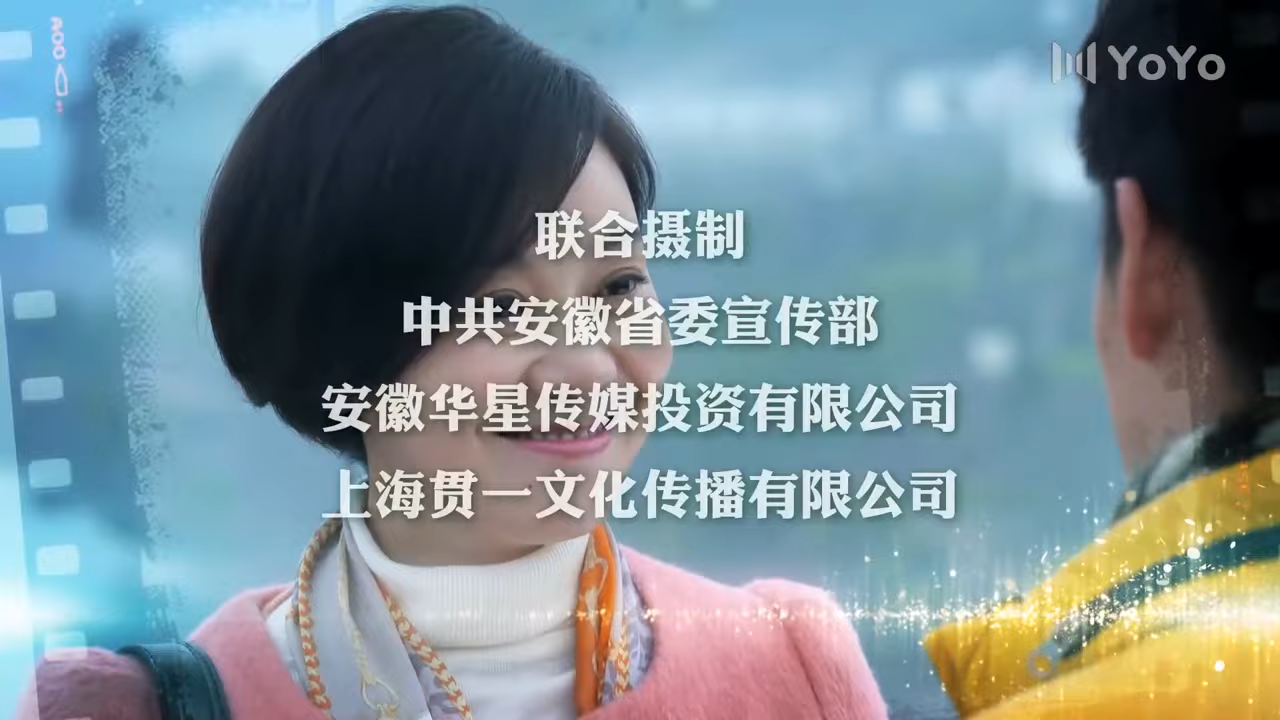 YoYo
联合摄制
中共安徽省委宣传部
安徽华星传媒投资有限公司
上海贯一文化传播有限公司